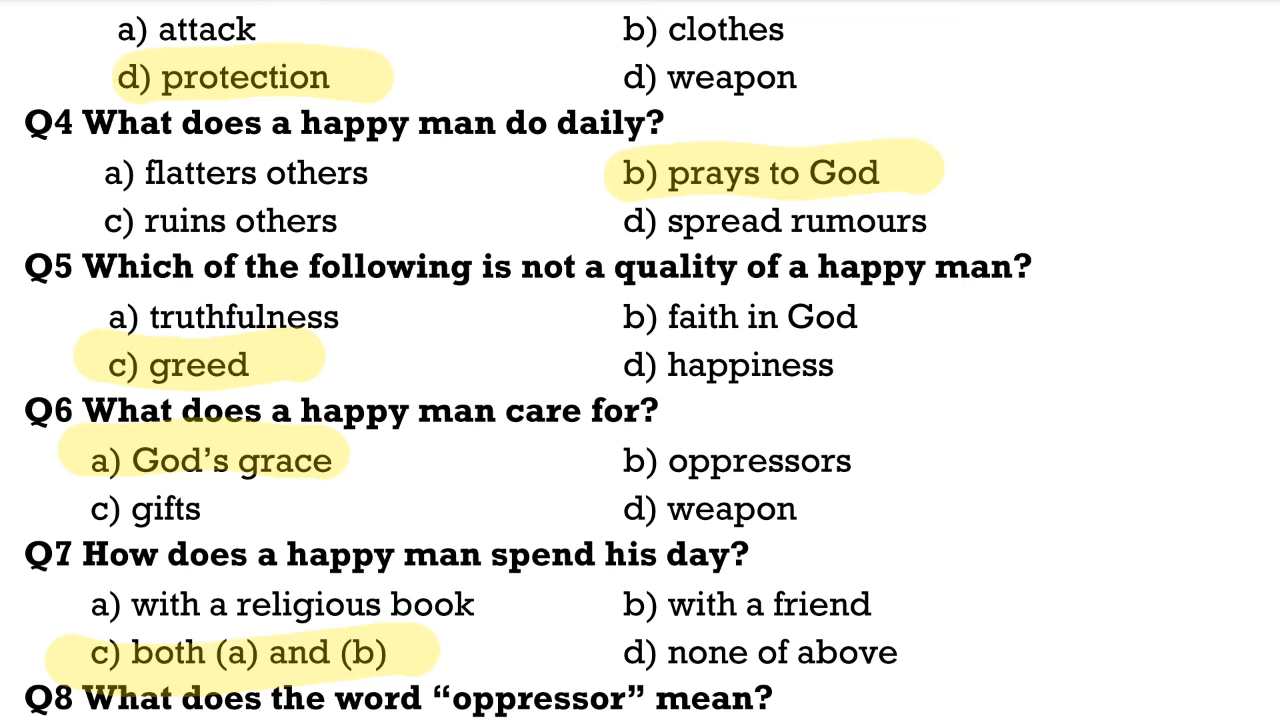 a) attack b) clothes
d) protection d) weapon
Q4 What does a happy man do daily?
a) flatters others b) prays to God
c) ruins others d) spread rumours
Q5 Which of the following is not a quality of a happy man?
a) truthfulness b) faith in God
c) greed d) happiness
Q6 What does a happy man care for?
a) God’s grace b) oppressors
c) gifts d) weapon
Q7 How does a happy man spend his day?
a) with a religious book b) with a friend
c) both (a) and (b) d) none of above
Q8 What does the word “oppressor” mean?